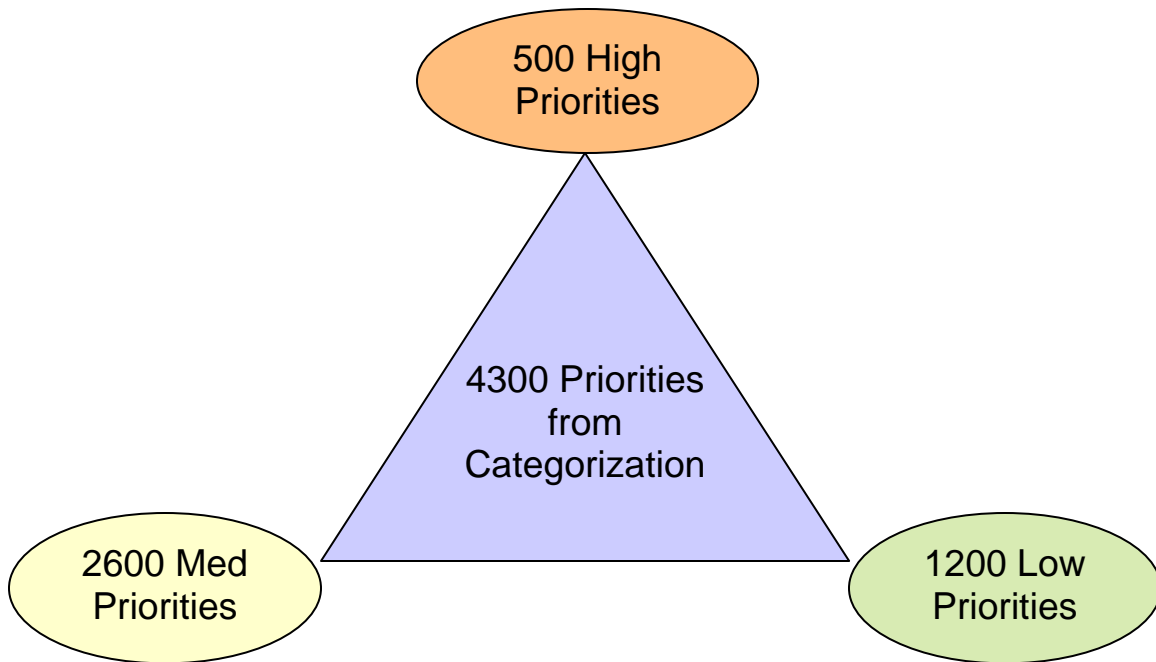 500 High
Priorities
4300 Priorities
from
Categorization
2600 Med
Priorities
1200 Low
Priorities